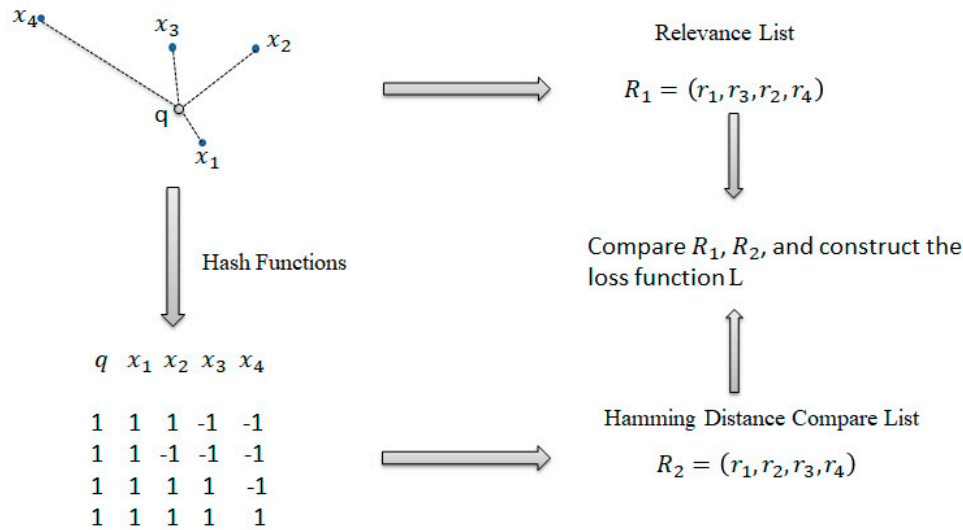 x₄
x₃
x₂
q
x₁
Relevance List
R₁ = (r₁, r₃, r₂, r₄)
Hash Functions
Compare R₁, R₂, and construct the
loss function L
q x₁ x₂ x₃ x₄
1 1 1 -1 -1
1 1 -1 -1 -1
1 1 1 1 -1
1 1 1 1 1
Hamming Distance Compare List
R₂ = (r₁, r₂, r₃, r₄)